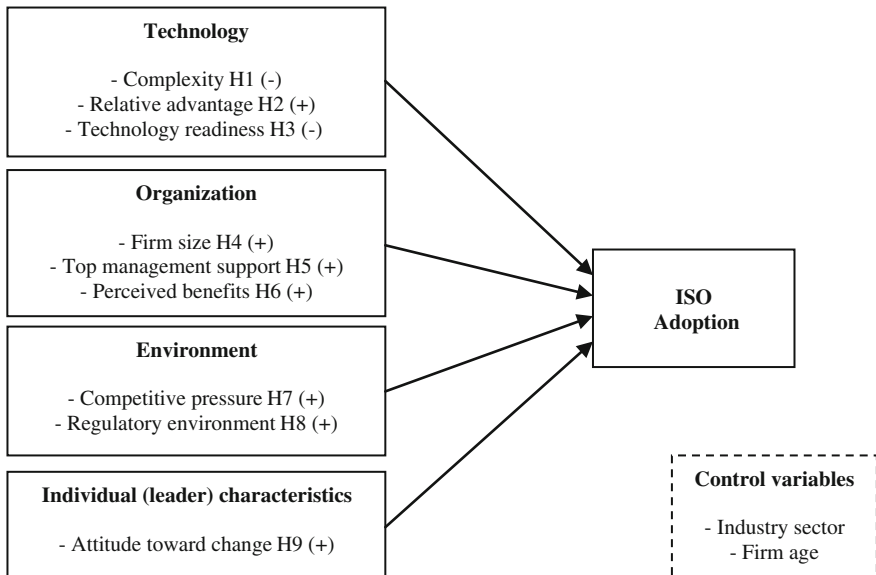 Technology
- Complexity H1 (-)
- Relative advantage H2 (+)
- Technology readiness H3 (-)
Organization
- Firm size H4 (+)
- Top management support H5 (+)
- Perceived benefits H6 (+)
Environment
- Competitive pressure H7 (+)
- Regulatory environment H8 (+)
Individual (leader) characteristics
- Attitude toward change H9 (+)
ISO
Adoption
Control variables
- Industry sector
- Firm age